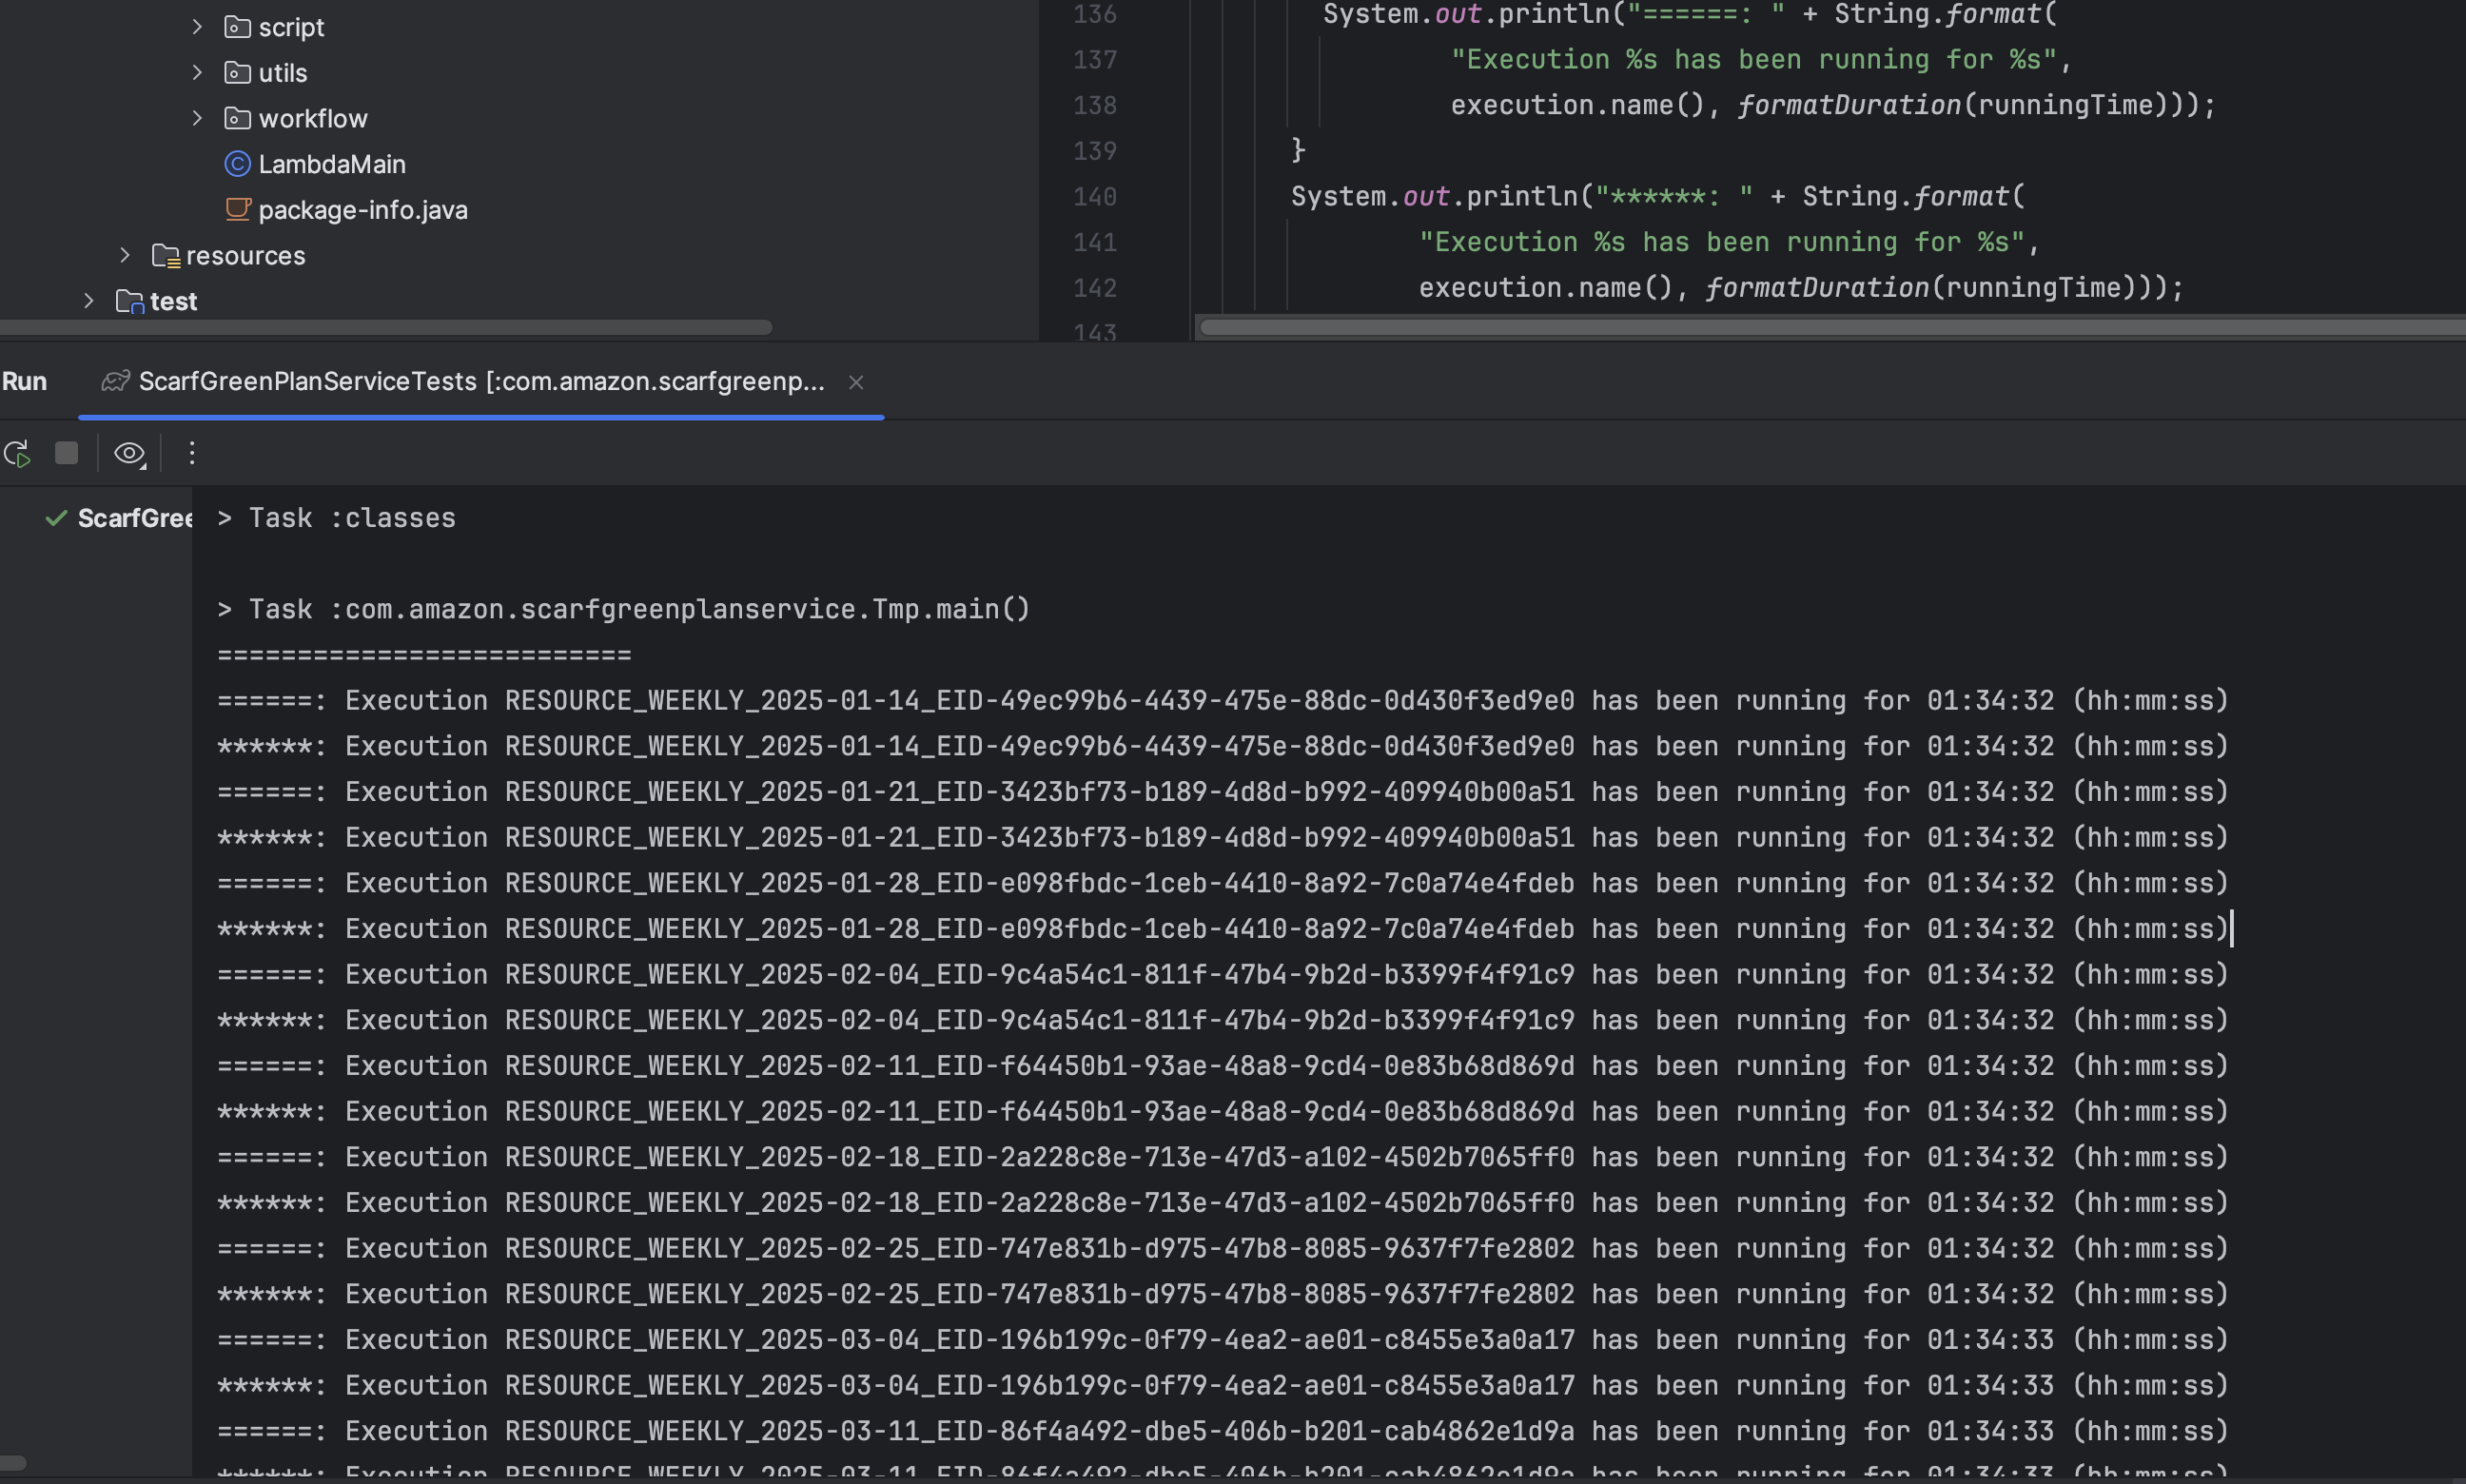 script
utils
workflow
LambdaMain
package-info.java
resources
test
136 System.out.println("======: " + String.format(
137 "Execution %s has been running for %s",
138 execution.name(), formatDuration(runningTime)));
139 }
140 System.out.println("******: " + String.format(
141 "Execution %s has been running for %s",
142 execution.name(), formatDuration(runningTime)));
143
Run ScarfGreenPlanServiceTests [:com.amazon.scarfgreenp...
ScarfGree
> Task :classes
> Task :com.amazon.scarfgreenplanservice.Tmp.main()
==========================
======: Execution RESOURCE_WEEKLY_2025-01-14_EID-49ec99b6-4439-475e-88dc-0d430f3ed9e0 has been running for 01:34:32 (hh:mm:ss)
******: Execution RESOURCE_WEEKLY_2025-01-14_EID-49ec99b6-4439-475e-88dc-0d430f3ed9e0 has been running for 01:34:32 (hh:mm:ss)
======: Execution RESOURCE_WEEKLY_2025-01-21_EID-3423bf73-b189-4d8d-b992-409940b00a51 has been running for 01:34:32 (hh:mm:ss)
******: Execution RESOURCE_WEEKLY_2025-01-21_EID-3423bf73-b189-4d8d-b992-409940b00a51 has been running for 01:34:32 (hh:mm:ss)
======: Execution RESOURCE_WEEKLY_2025-01-28_EID-e098fbdc-1ceb-4410-8a92-7c0a74e4fdeb has been running for 01:34:32 (hh:mm:ss)
******: Execution RESOURCE_WEEKLY_2025-01-28_EID-e098fbdc-1ceb-4410-8a92-7c0a74e4fdeb has been running for 01:34:32 (hh:mm:ss)
======: Execution RESOURCE_WEEKLY_2025-02-04_EID-9c4a54c1-811f-47b4-9b2d-b3399f4f91c9 has been running for 01:34:32 (hh:mm:ss)
******: Execution RESOURCE_WEEKLY_2025-02-04_EID-9c4a54c1-811f-47b4-9b2d-b3399f4f91c9 has been running for 01:34:32 (hh:mm:ss)
======: Execution RESOURCE_WEEKLY_2025-02-11_EID-f64450b1-93ae-48a8-9cd4-0e83b68d869d has been running for 01:34:32 (hh:mm:ss)
******: Execution RESOURCE_WEEKLY_2025-02-11_EID-f64450b1-93ae-48a8-9cd4-0e83b68d869d has been running for 01:34:32 (hh:mm:ss)
======: Execution RESOURCE_WEEKLY_2025-02-18_EID-2a228c8e-713e-47d3-a102-4502b7065ff0 has been running for 01:34:32 (hh:mm:ss)
******: Execution RESOURCE_WEEKLY_2025-02-18_EID-2a228c8e-713e-47d3-a102-4502b7065ff0 has been running for 01:34:32 (hh:mm:ss)
======: Execution RESOURCE_WEEKLY_2025-02-25_EID-747e831b-d975-47b8-8085-9637f7fe2802 has been running for 01:34:32 (hh:mm:ss)
******: Execution RESOURCE_WEEKLY_2025-02-25_EID-747e831b-d975-47b8-8085-9637f7fe2802 has been running for 01:34:32 (hh:mm:ss)
======: Execution RESOURCE_WEEKLY_2025-03-04_EID-196b199c-0f79-4ea2-ae01-c8455e3a0a17 has been running for 01:34:33 (hh:mm:ss)
******: Execution RESOURCE_WEEKLY_2025-03-04_EID-196b199c-0f79-4ea2-ae01-c8455e3a0a17 has been running for 01:34:33 (hh:mm:ss)
======: Execution RESOURCE_WEEKLY_2025-03-11_EID-86f4a492-dbe5-406b-b201-cab4862e1d9a has been running for 01:34:33 (hh:mm:ss)
******: Execution RESOURCE_WEEKLY_2025-03-11_EID-86f4a492-dbe5-406b-b201-cab4862e1d9a has been running for 01:34:33 (hh:mm:ss)